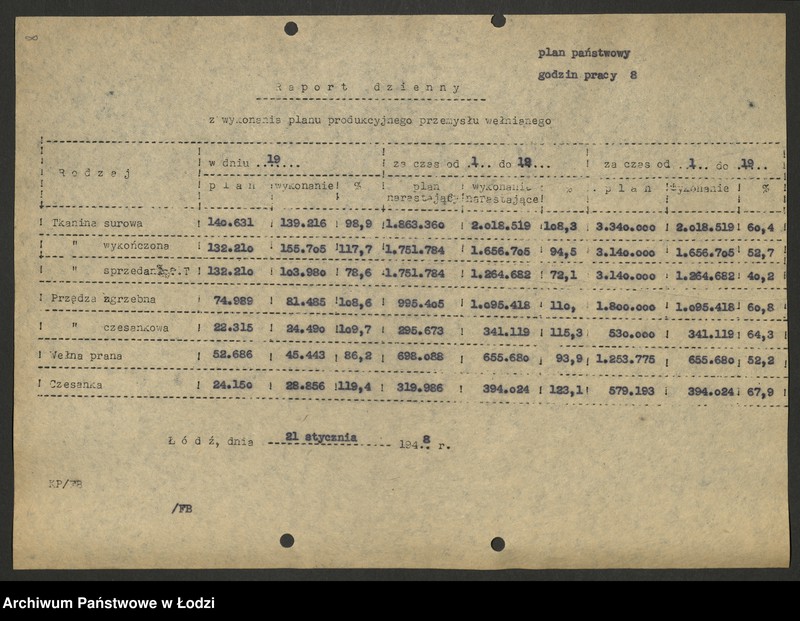 plan państwowy
godzin pracy 8
Raport dzienny
z wykonania planu produkcyjnego przemysłu wełnianego
Rodzaj w dniu ..19... za czas od .1.. do 19... za czas od .1.. do .19..
plan wykonanie % plan narastający wykonanie narastające % plan wykonanie %
Tkanina surowa 140.631 139.216 98,9 1.863.360 2.018.519 108,3 3.340.000 2.018.519 60,4
" wykończona 132.210 155.705 117,7 1.751.784 1.656.705 94,5 3.140.000 1.656.705 52,7
" sprzedan 132.210 103.980 78,6 1.751.784 1.264.682 72,1 3.140.000 1.264.682 40,2
Przędza zgrzebna 74.989 81.485 108,6 995.405 1.095.418 110, 1.800.000 1.095.418 60,8
" czesankowa 22.315 24.490 109,7 295.673 341.119 115,3 530.000 341.119 64,3
Wełna prana 52.686 45.443 86,2 698.088 655.680 93,9 1.253.775 655.680 52,2
Czesanka 24.150 28.856 119,4 319.986 394.024 123,1 579.193 394.024 67,9
Łódź, dnia 21 stycznia 1948 r.
KP/FB
/FB
Archiwum Państwowe w Łodzi